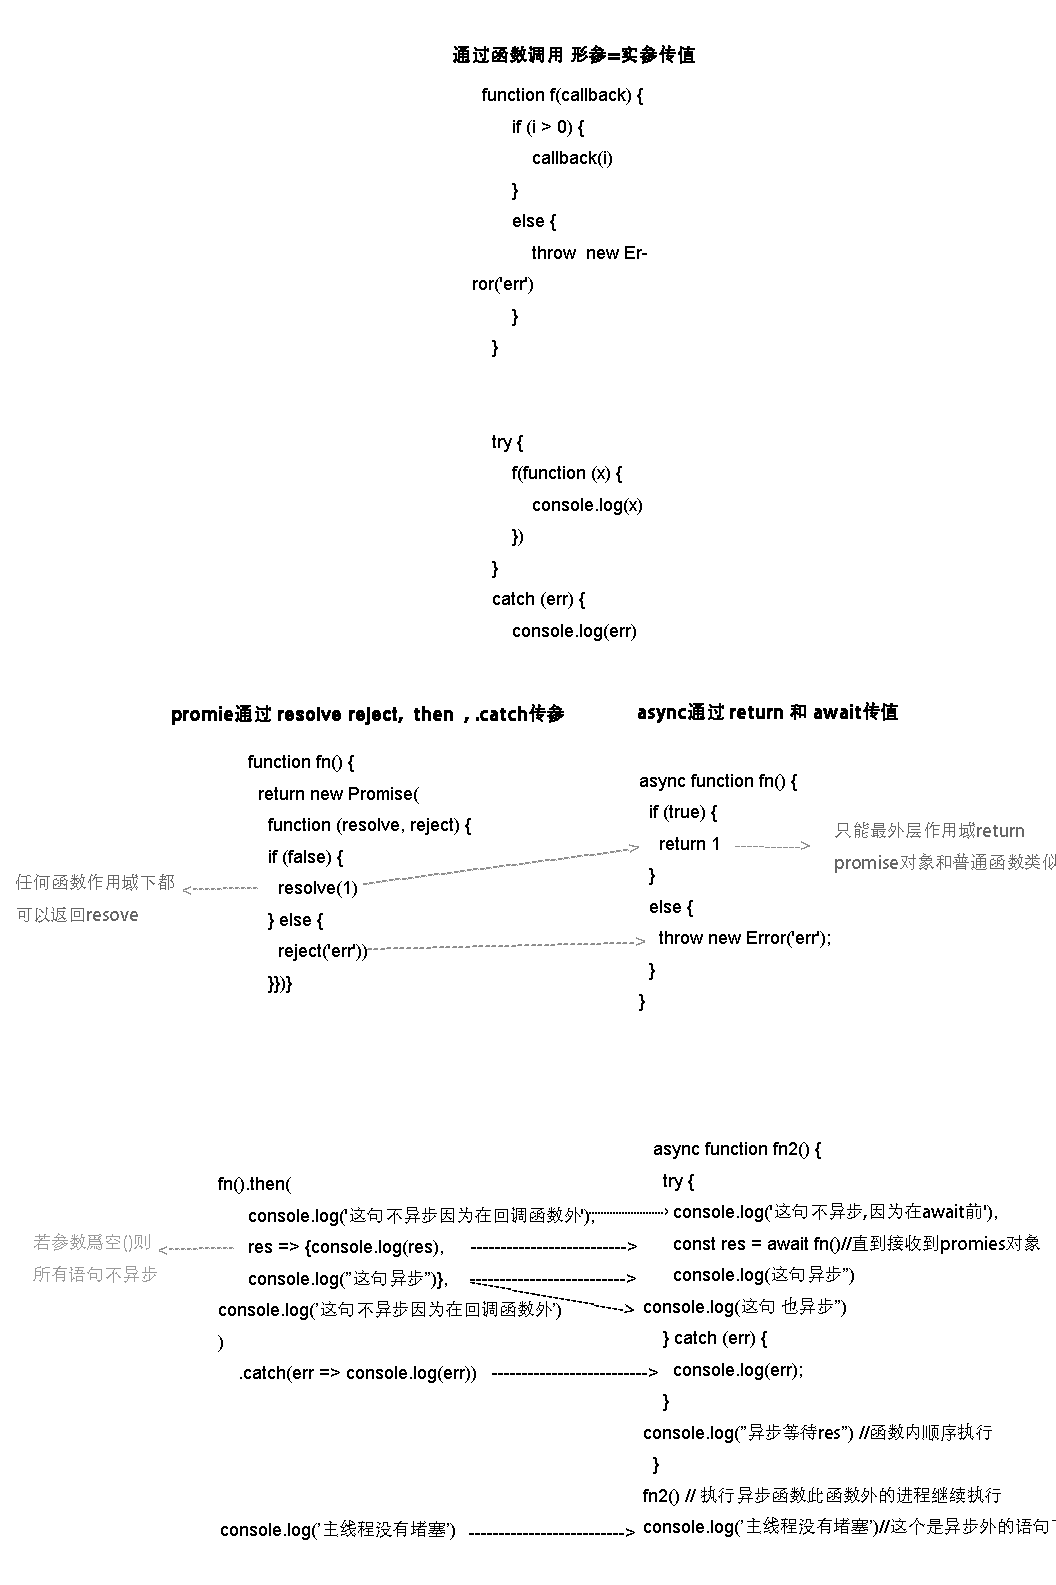 通过函数调用 形参=实参传值
function f(callback) {
if (i > 0) {
callback(i)
}
else {
throw  new Er-
ror('err')
}
}
try {
f(function (x) {
console.log(x)
})
}
catch (err) {
console.log(err)
promie通过 resolve reject,  then  , .catch传参
function fn() {
return new Promise(
function (resolve, reject) {
if (false) {
resolve(1)
} else {
reject('err'))
}})}
任何函数作用域下都
可以返回resove
async通过 return 和 await传值
async function fn() {
if (true) {
return 1
}
else {
throw new Error('err');
}
}
只能最外层作用域return
promise对象和普通函数类似
fn().then(
console.log('这句不异步因为在回调函数外');
res => {console.log(res),
console.log("这句异步")},
console.log('这句不异步因为在回调函数外')
)
.catch(err => console.log(err))
console.log('主线程没有堵塞')
若参数爲空()则
所有语句不异步
async function fn2() {
try {
console.log('这句不异步,因为在await前'),
const res = await fn()//直到接收到promies对象
console.log(这句异步")
console.log(这句 也异步")
} catch (err) {
console.log(err);
}
console.log("异步等待res") //函数内顺序执行
}
fn2() // 执行异步函数此函数外的进程继续执行
console.log('主线程没有堵塞')//这个是异步外的语句